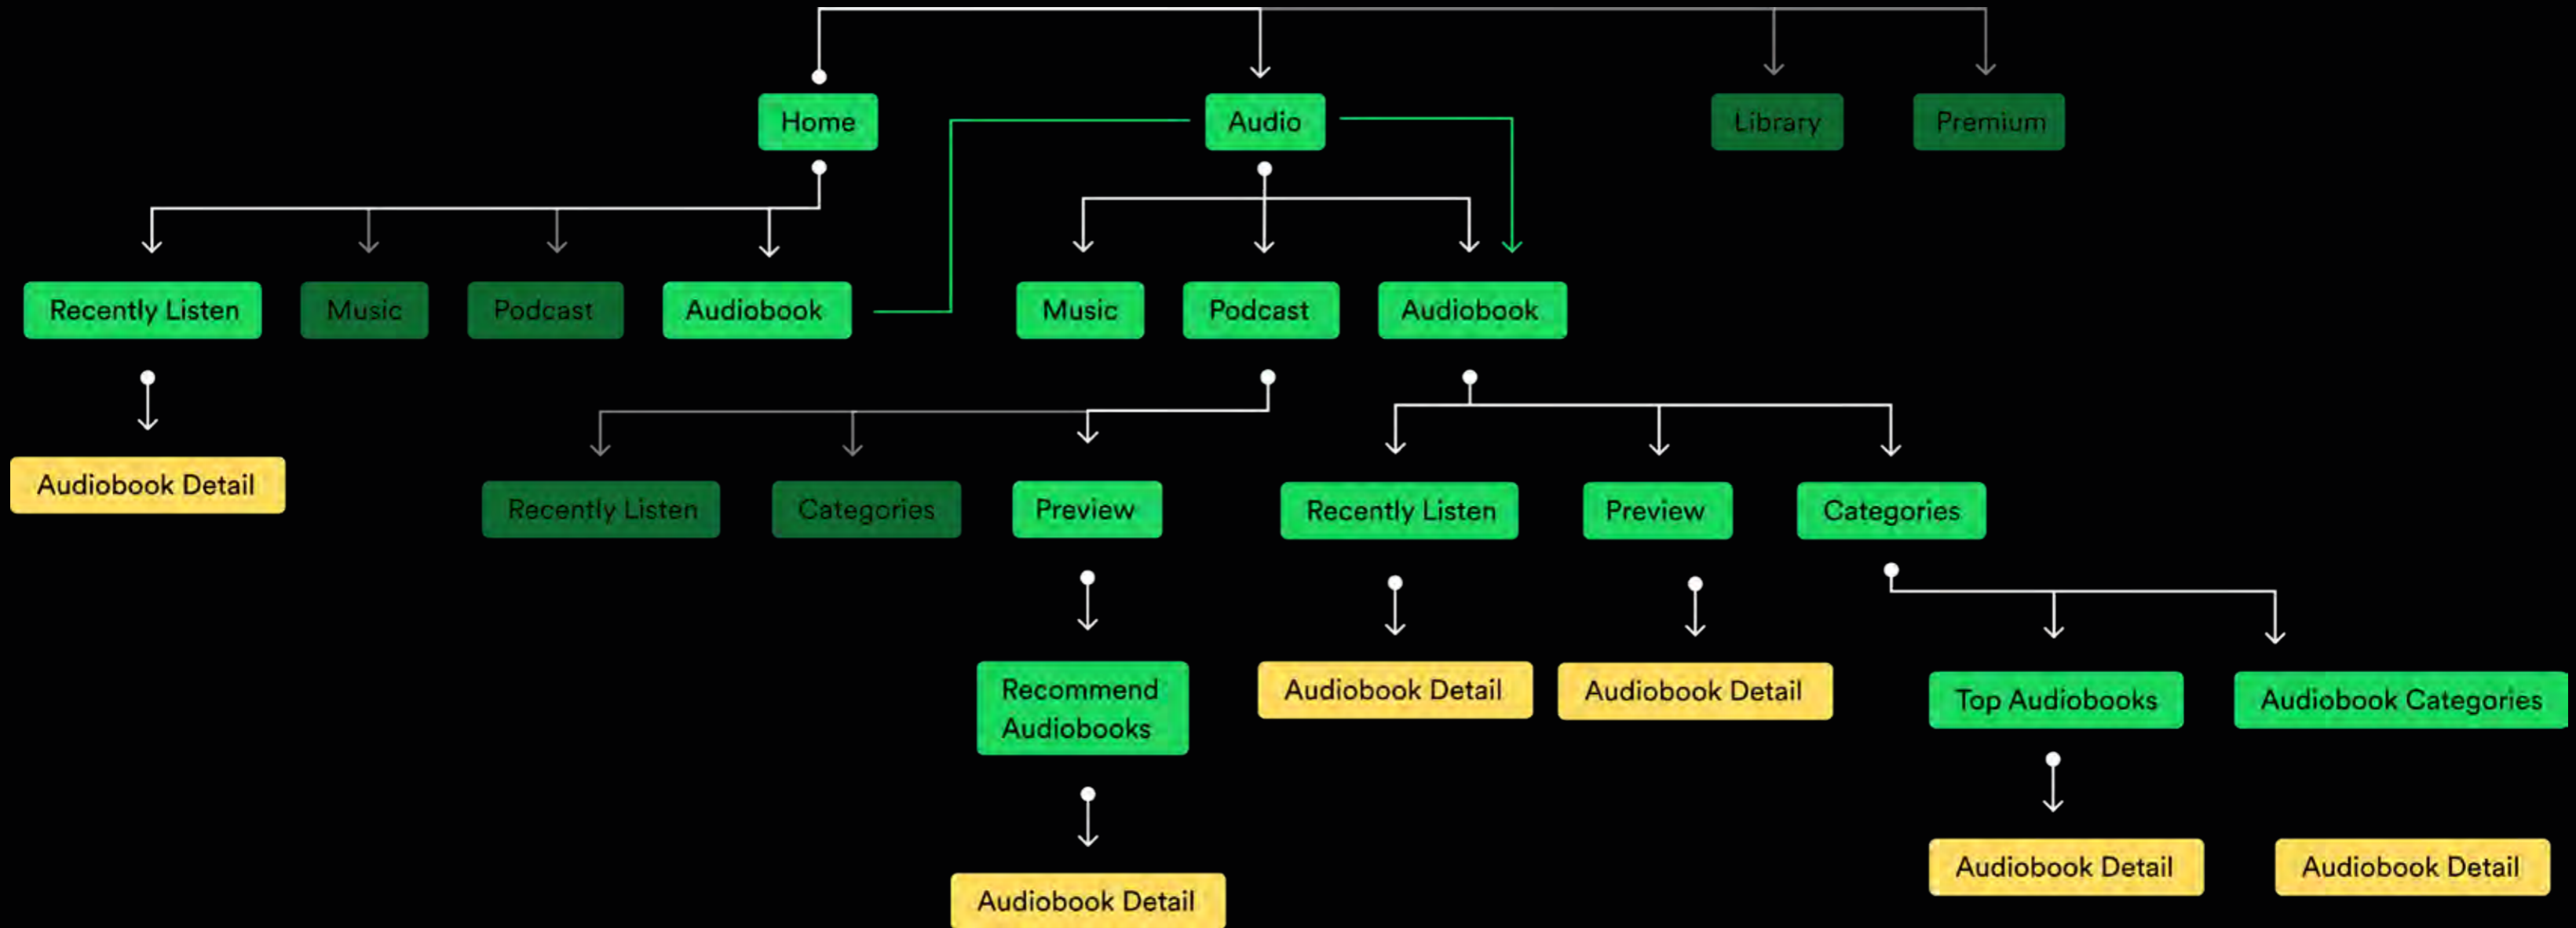 Home
Audio
Library
Premium
Recently Listen
Music
Podcast
Audiobook
Music
Podcast
Audiobook
Audiobook Detail
Recently Listen
Categories
Preview
Recently Listen
Preview
Categories
Recommend
Audiobooks
Audiobook Detail
Audiobook Detail
Top Audiobooks
Audiobook Categories
Audiobook Detail
Audiobook Detail
Audiobook Detail